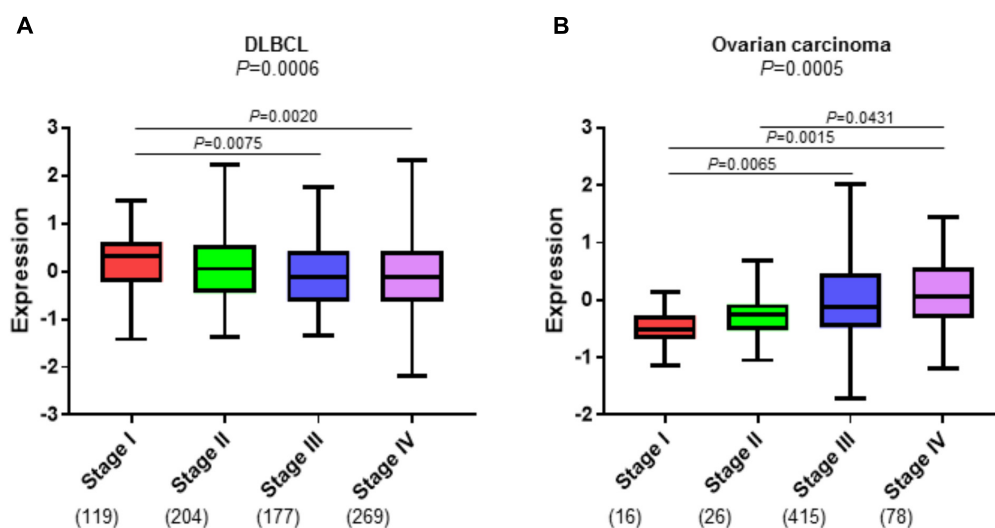 A
DLBCL
P=0.0006
P=0.0020
P=0.0075
Expression
3
2
1
0
-1
-2
-3
Stage I
Stage II
Stage III
Stage IV
(119)
(204)
(177)
(269)
B
Ovarian carcinoma
P=0.0005
P=0.0431
P=0.0015
P=0.0065
Expression
3
2
1
0
-1
-2
Stage I
Stage II
Stage III
Stage IV
(16)
(26)
(415)
(78)